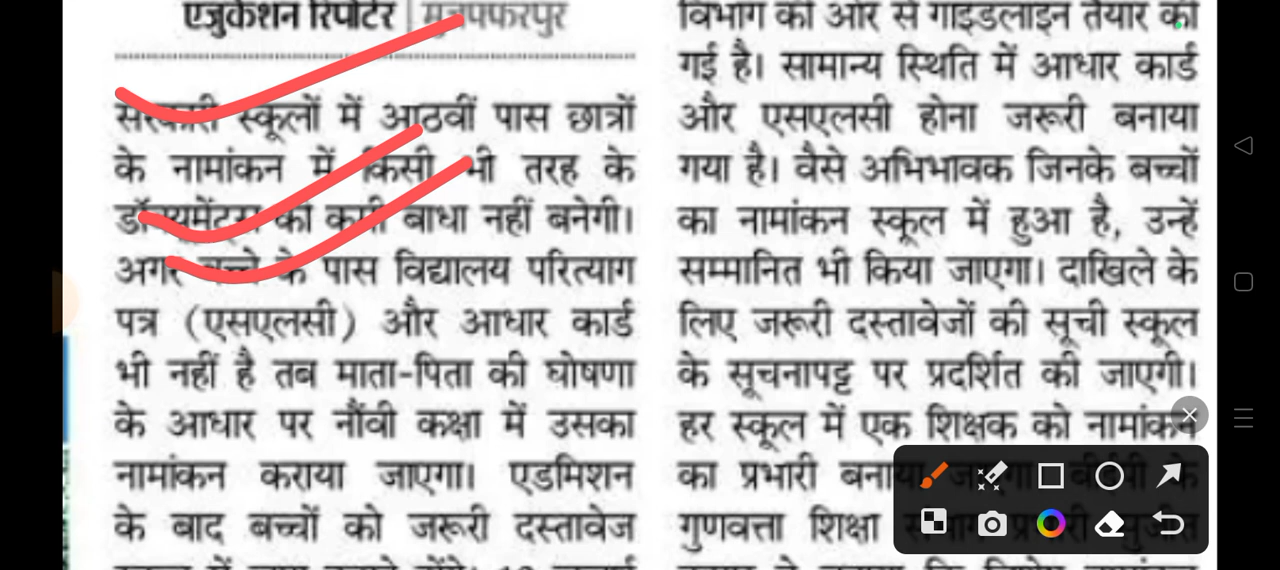 एजुकेशन रिपोर्टर | मुजफ्फरपुर
सरकारी स्कूलों में आठवीं पास छात्रों
के नामांकन में किसी भी तरह के
डॉक्यूमेंट्स की कमी बाधा नहीं बनेगी।
अगर बच्चे के पास विद्यालय परित्याग
पत्र (एसएलसी) और आधार कार्ड
भी नहीं है तब माता-पिता की घोषणा
के आधार पर नौंवी कक्षा में उसका
नामांकन कराया जाएगा। एडमिशन
के बाद बच्चों को जरूरी दस्तावेज
विभाग की ओर से गाइडलाइन तैयार की
गई है। सामान्य स्थिति में आधार कार्ड
और एसएलसी होना जरूरी बनाया
गया है। वैसे अभिभावक जिनके बच्चों
का नामांकन स्कूल में हुआ है, उन्हें
सम्मानित भी किया जाएगा। दाखिले के
लिए जरूरी दस्तावेजों की सूची स्कूल
के सूचनापट्ट पर प्रदर्शित की जाएगी।
हर स्कूल में एक शिक्षक को नामांकन
का प्रभारी बनाया जाएगा। बीईपी के
गुणवत्ता शिक्षा